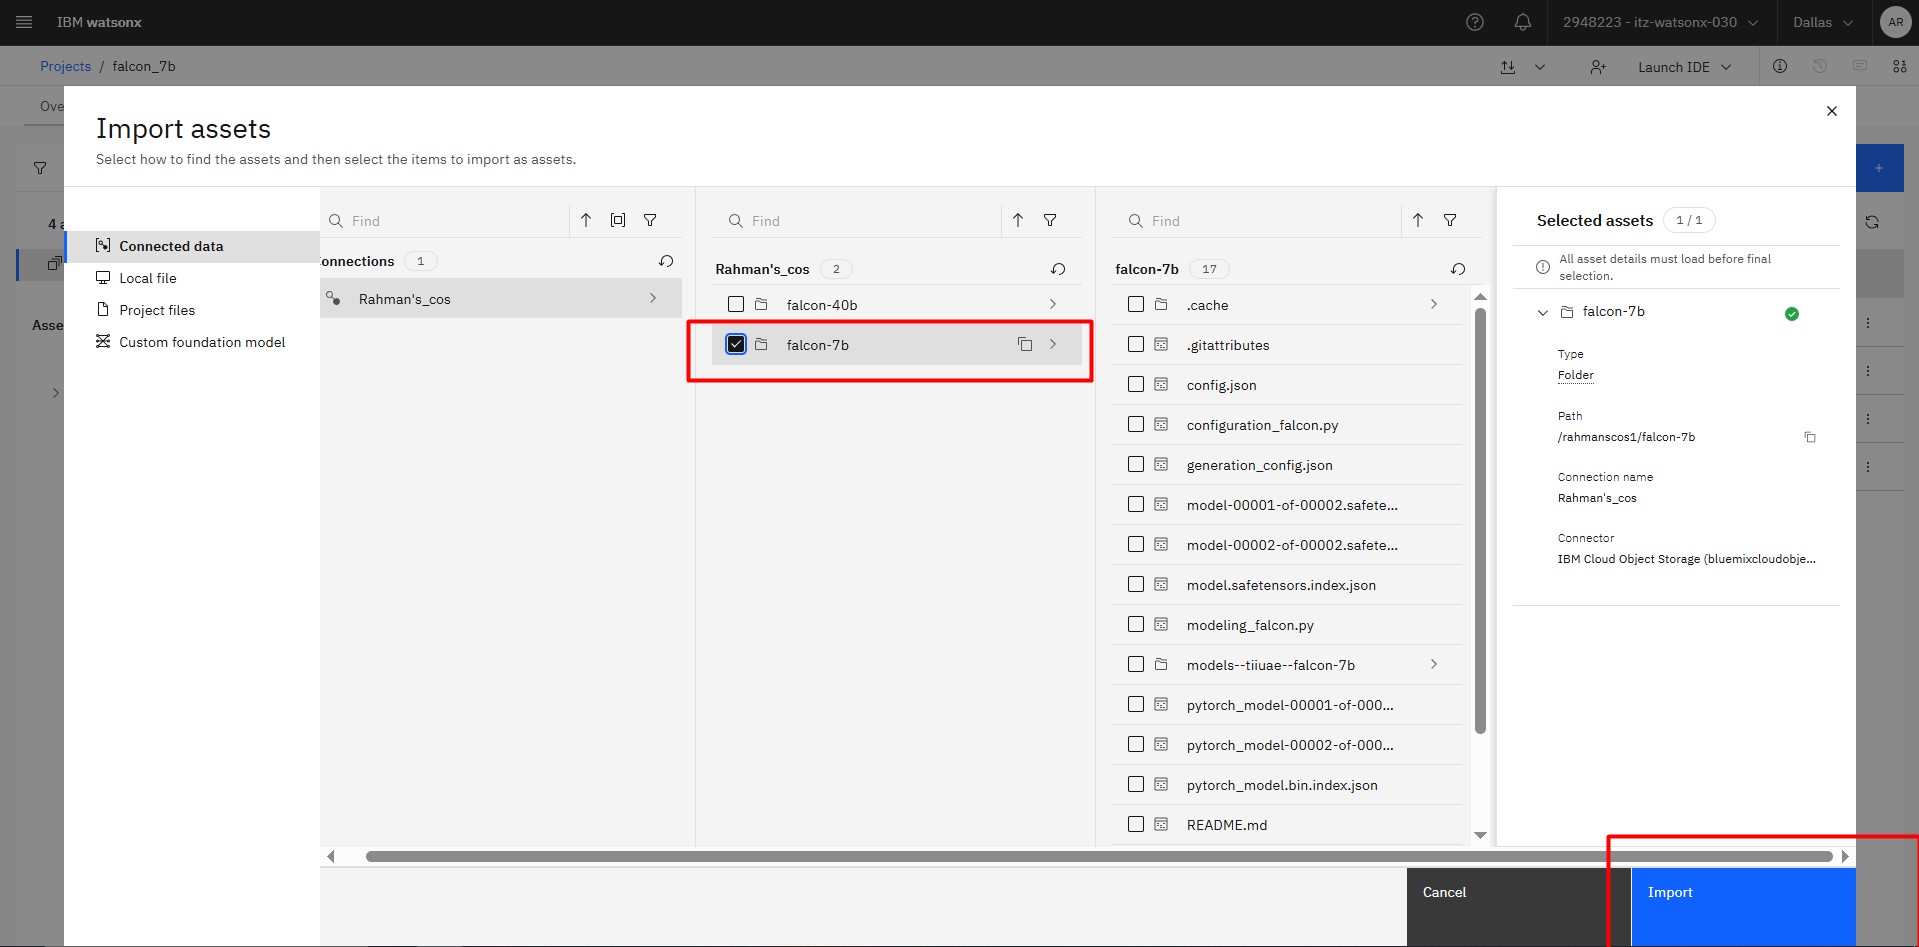 IBM watsonx
2948223 - itz-watsonx-030
Dallas
AR
Projects / falcon_7b
Launch IDE
Ove
Import assets
Select how to find the assets and then select the items to import as assets.
4 a
Asse
Connected data
Local file
Project files
Custom foundation model
Find
onnections 1
Rahman's_cos
Find
Rahman's_cos 2
falcon-40b
falcon-7b
Find
falcon-7b 17
.cache
.gitattributes
config.json
configuration_falcon.py
generation_config.json
model-00001-of-00002.safete...
model-00002-of-00002.safete...
model.safetensors.index.json
modeling_falcon.py
models--tiiuae--falcon-7b
pytorch_model-00001-of-000...
pytorch_model-00002-of-000...
pytorch_model.bin.index.json
README.md
Selected assets 1 / 1
All asset details must load before final
selection.
falcon-7b
Type
Folder
Path
/rahmanscos1/falcon-7b
Connection name
Rahman's_cos
Connector
IBM Cloud Object Storage (bluemixcloudobje...
Cancel
Import